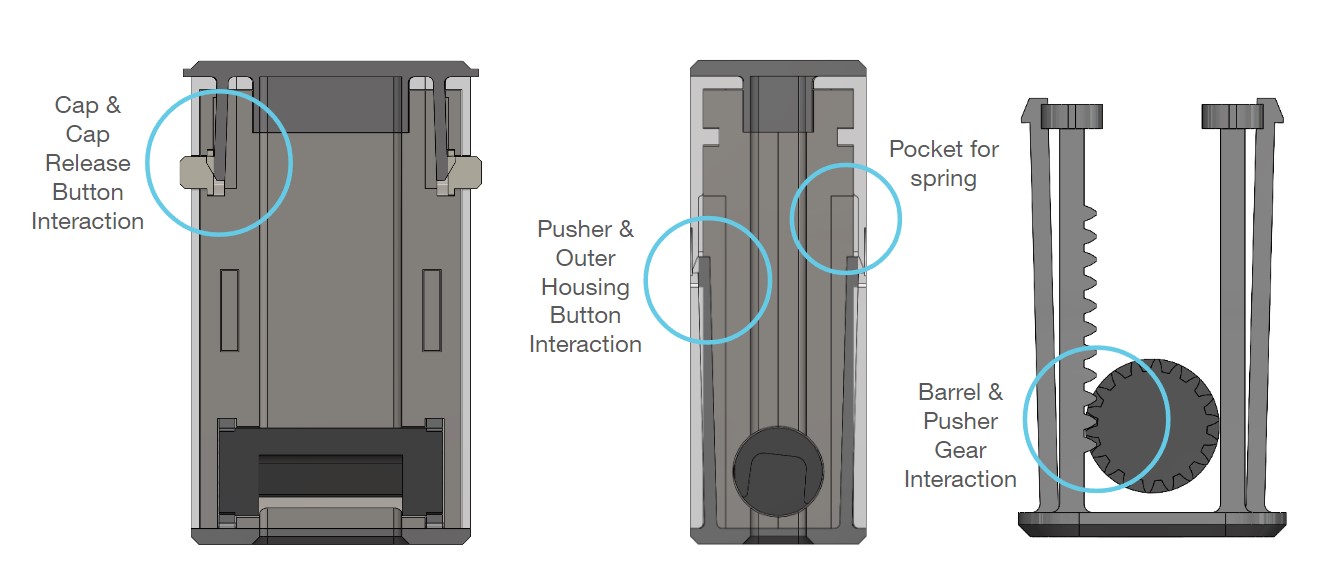 Cap &
Cap
Release
Button
Interaction
Pusher &
Outer
Housing
Button
Interaction
Pocket for
spring
Barrel &
Pusher
Gear
Interaction